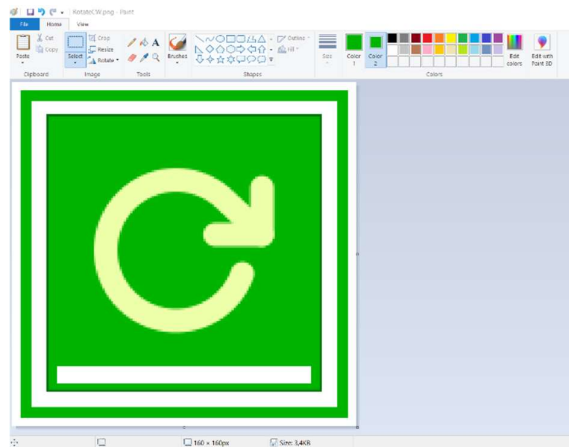 RotateCW.png - Paint
File Home View
Paste Cut Copy
Select Crop Resize Rotate
Brushes
Outline Fill
Size
Color 1
Color 2
Edit colors
Edit with Paint 3D
Clipboard Image Tools Shapes Colors
160 × 160px Size: 3,4KB